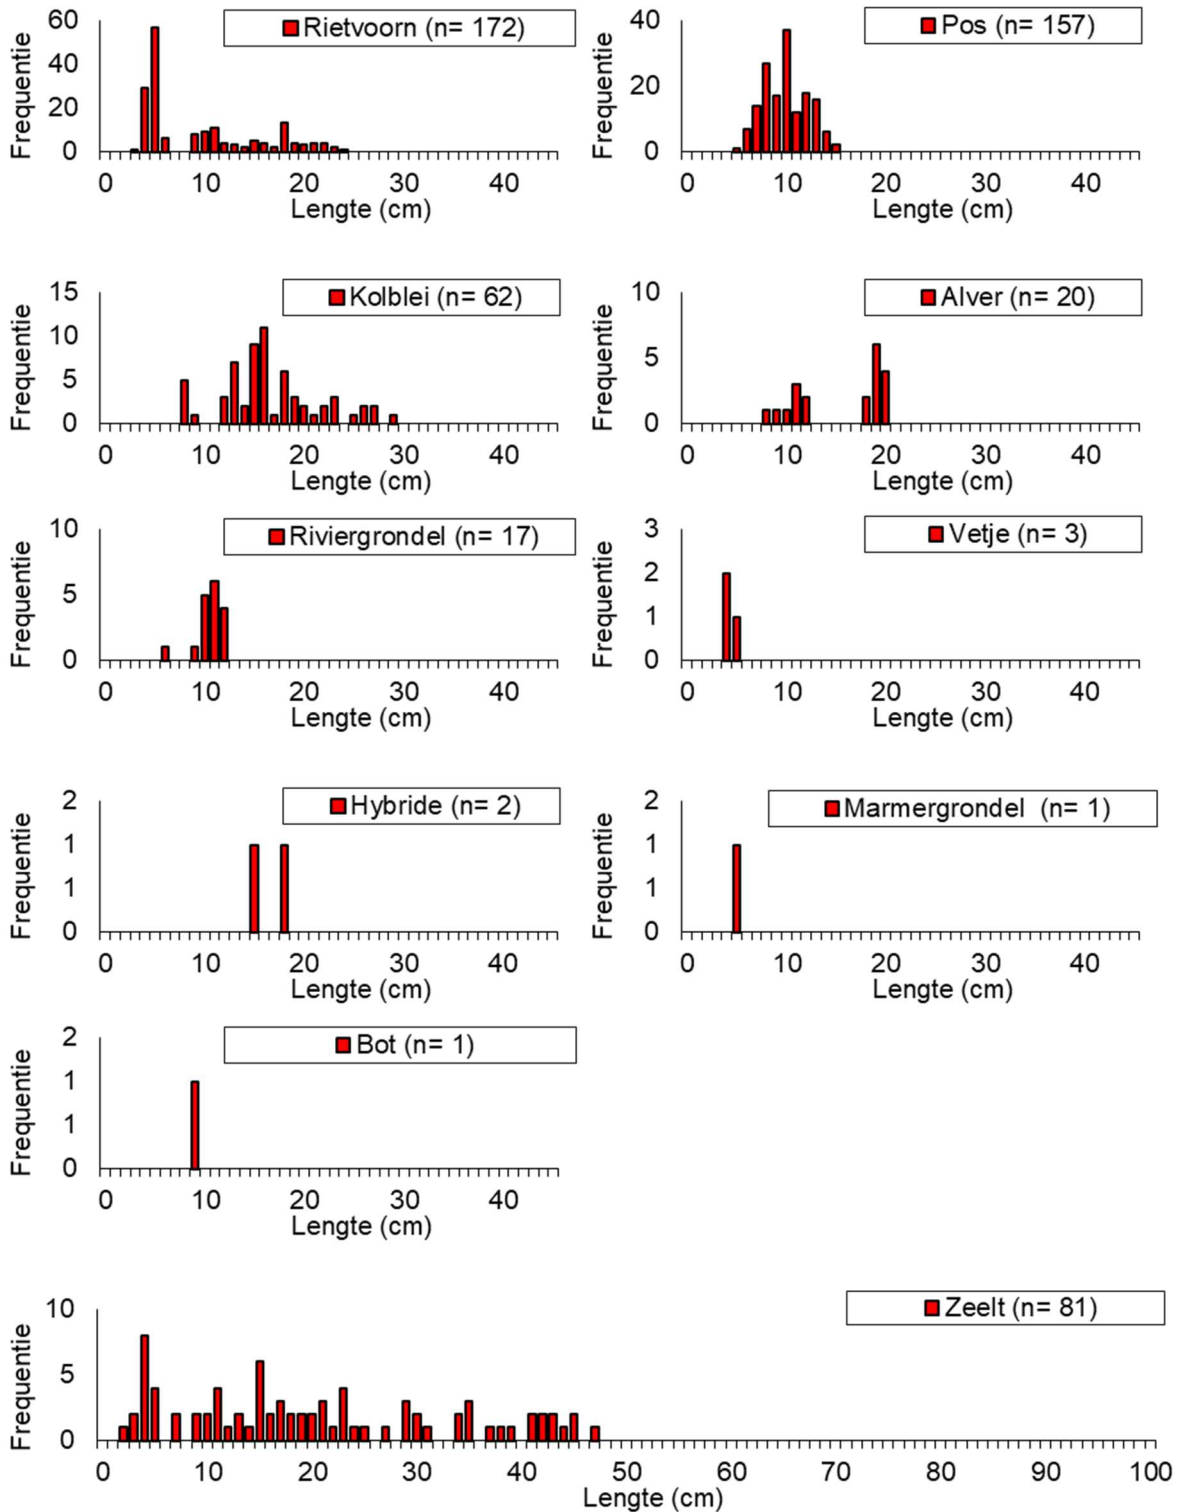 Rietvoorn (n= 172)
Frequentie
60
40
20
0
0 10 20 30 40
Lengte (cm)
Pos (n= 157)
Frequentie
40
20
0
0 10 20 30 40
Lengte (cm)
Kolblei (n= 62)
Frequentie
15
10
5
0
0 10 20 30 40
Lengte (cm)
Alver (n= 20)
Frequentie
10
5
0
0 10 20 30 40
Lengte (cm)
Riviergrondel (n= 17)
Frequentie
10
5
0
0 10 20 30 40
Lengte (cm)
Vetje (n= 3)
Frequentie
3
2
1
0
0 10 20 30 40
Lengte (cm)
Hybride (n= 2)
Frequentie
2
1
1
0
0 10 20 30 40
Lengte (cm)
Marmergrondel (n= 1)
Frequentie
2
1
1
0
0 10 20 30 40
Lengte (cm)
Bot (n= 1)
Frequentie
2
1
1
0
0 10 20 30 40
Lengte (cm)
Zeelt (n= 81)
Frequentie
10
5
0
0 10 20 30 40 50 60 70 80 90 100
Lengte (cm)